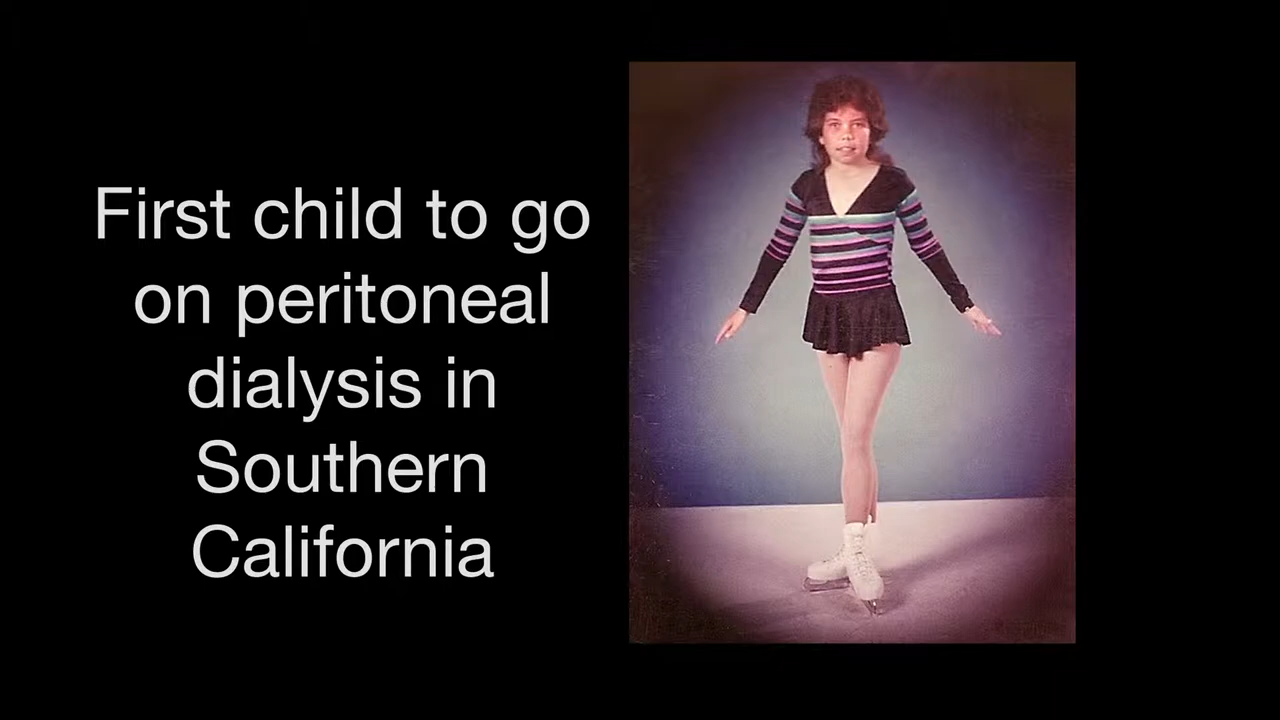 First child to go
on peritoneal
dialysis in
Southern
California